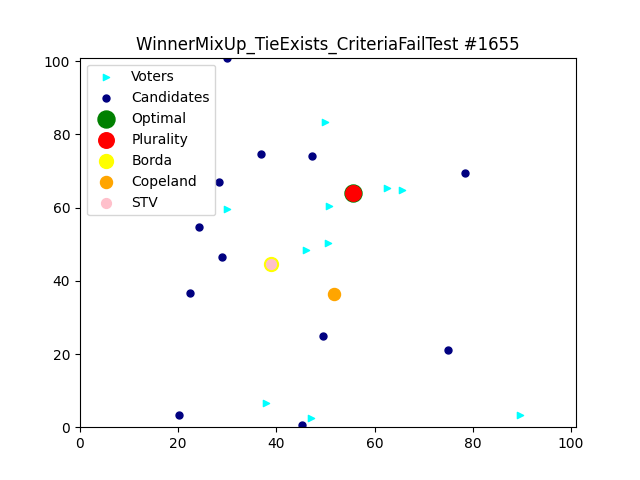 WinnerMixUp_TieExists_CriteriaFailTest #1655
100
80
60
40
20
0
Voters
Candidates
Optimal
Plurality
Borda
Copeland
STV
0 20 40 60 80 100